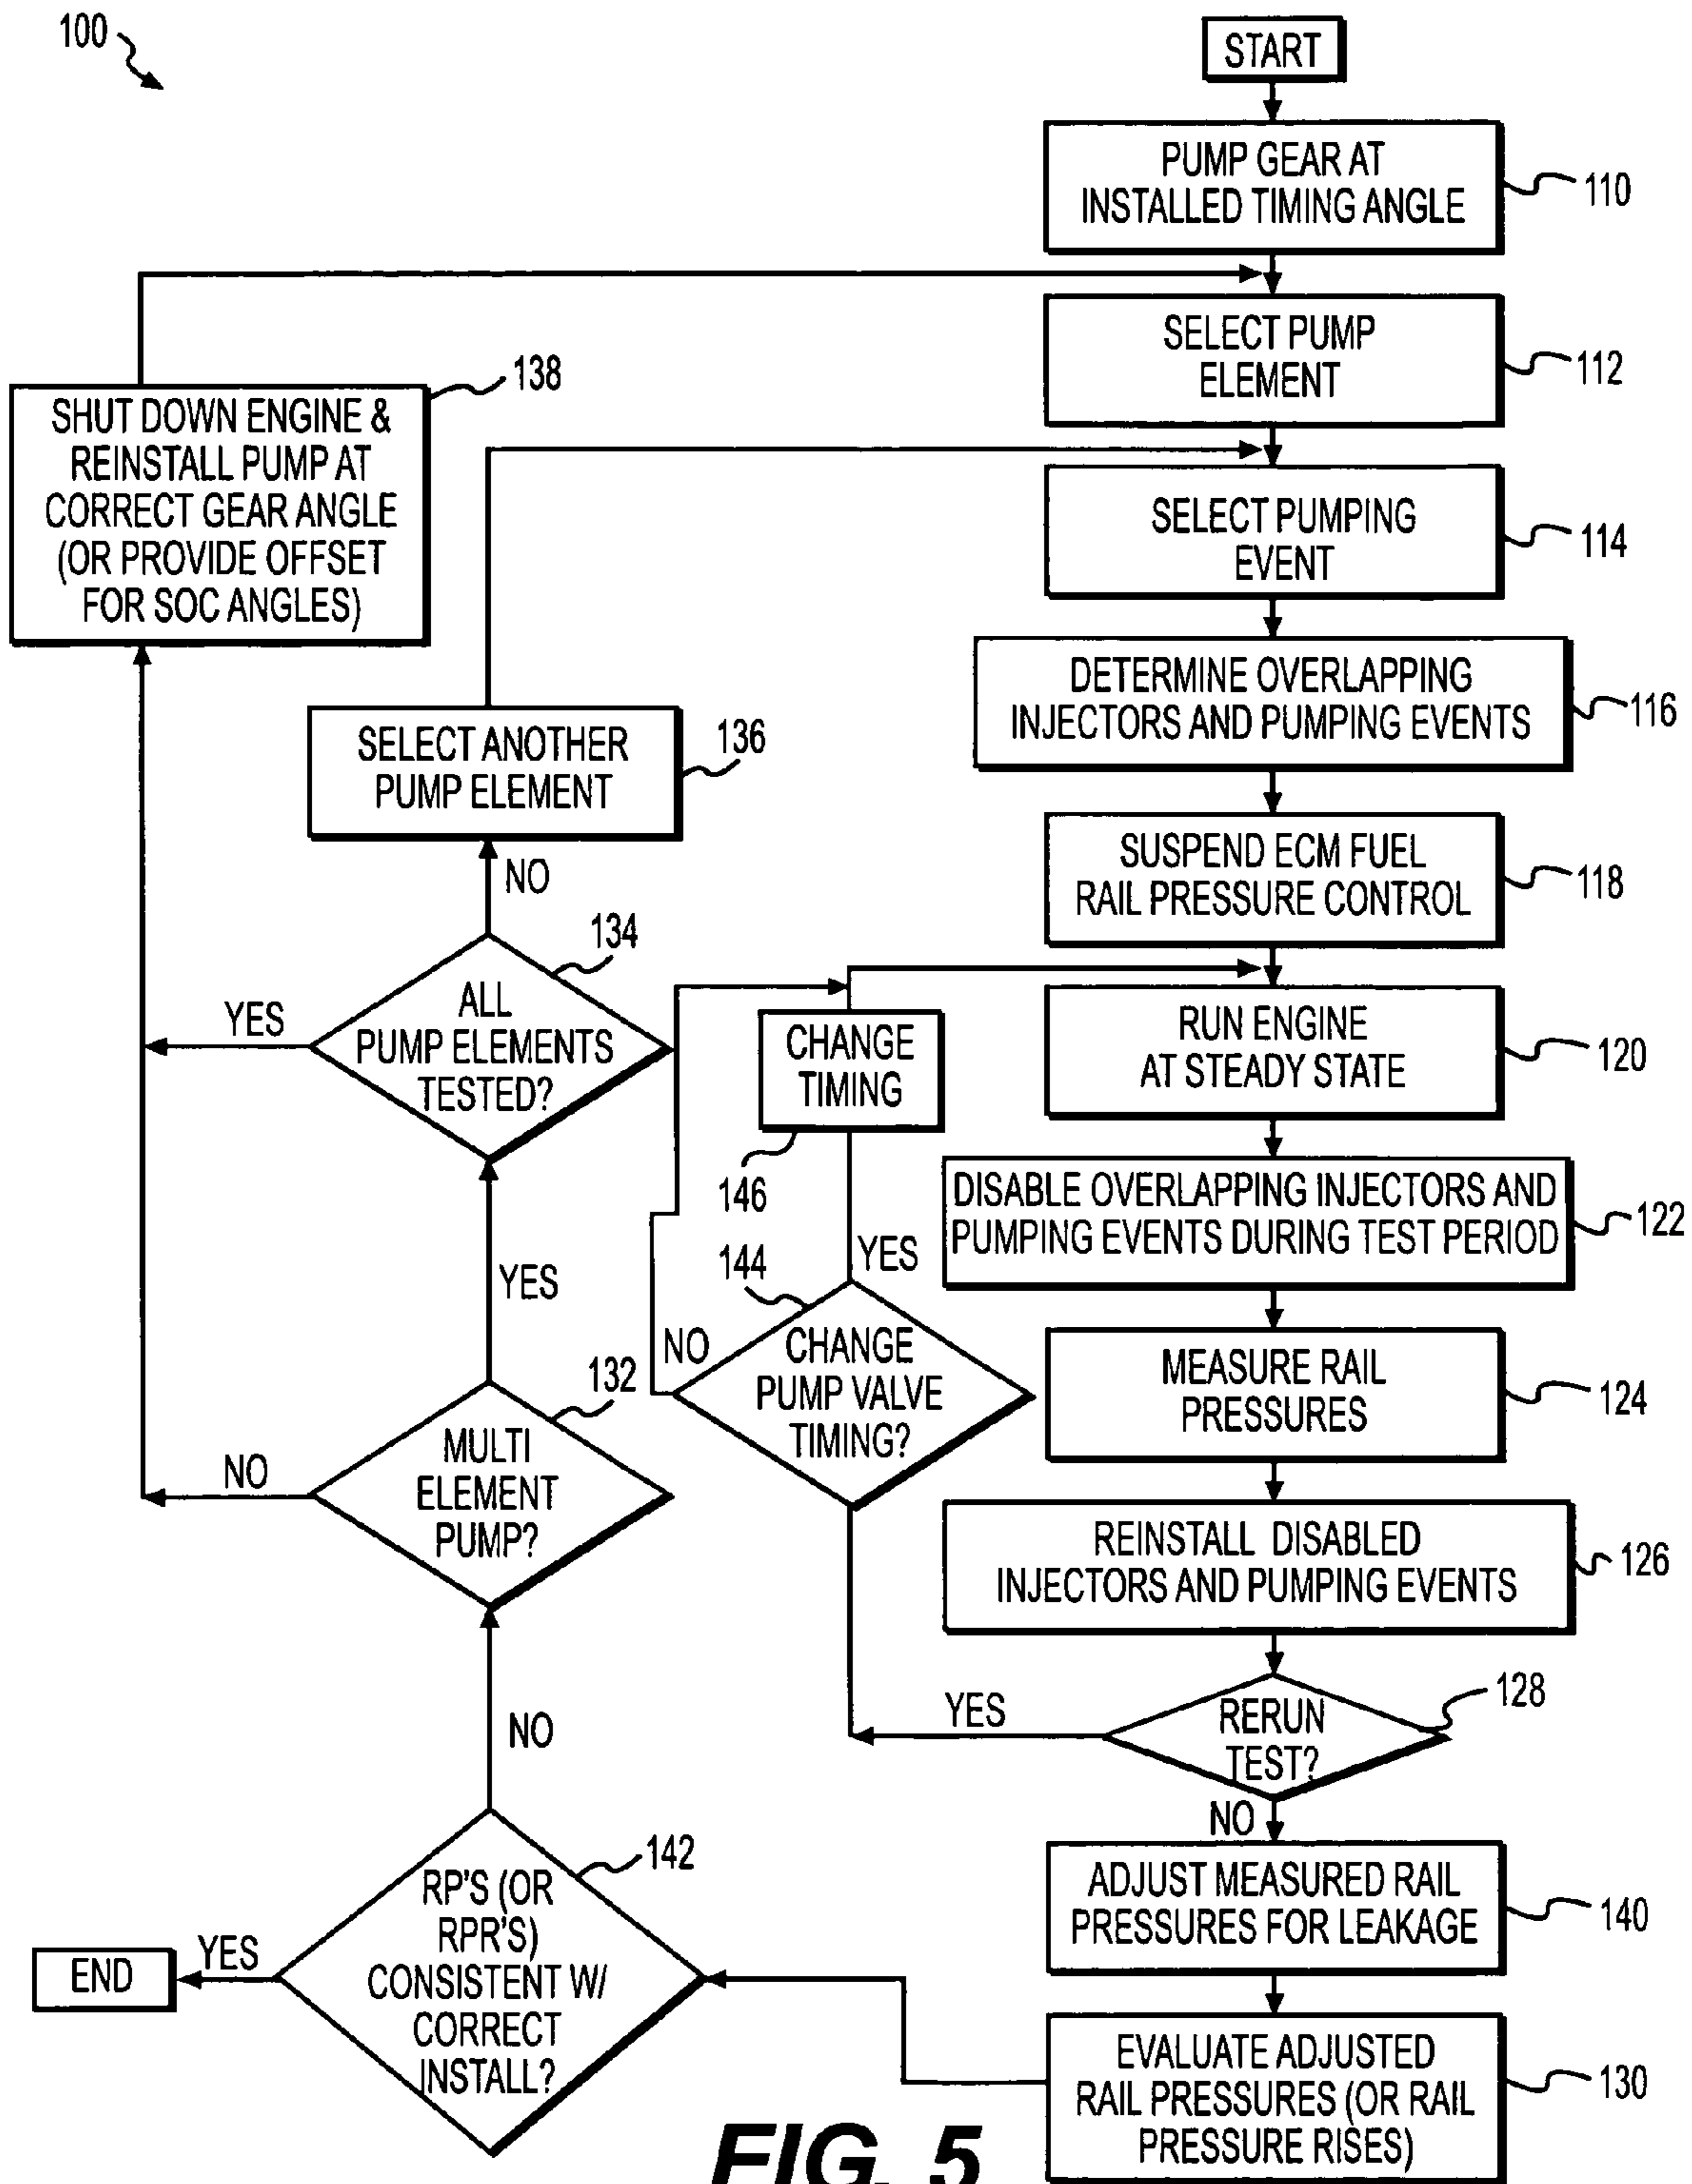 100
START
PUMP GEAR AT
INSTALLED TIMING ANGLE
110
SELECT PUMP
ELEMENT
112
138
SHUT DOWN ENGINE &
REINSTALL PUMP AT
CORRECT GEAR ANGLE
(OR PROVIDE OFFSET
FOR SOC ANGLES)
SELECT PUMPING
EVENT
114
DETERMINE OVERLAPPING
INJECTORS AND PUMPING EVENTS
116
SELECT ANOTHER
PUMP ELEMENT
136
NO
SUSPEND ECM FUEL
RAIL PRESSURE CONTROL
118
134
ALL
PUMP ELEMENTS
TESTED?
YES
CHANGE
TIMING
146
RUN ENGINE
AT STEADY STATE
120
DISABLE OVERLAPPING INJECTORS AND
PUMPING EVENTS DURING TEST PERIOD
122
YES
YES
144
NO
CHANGE
PUMP VALVE
TIMING?
MEASURE RAIL
PRESSURES
124
132
MULTI
ELEMENT
PUMP?
NO
REINSTALL DISABLED
INJECTORS AND PUMPING EVENTS
126
NO
YES
RERUN
TEST?
128
NO
ADJUST MEASURED RAIL
PRESSURES FOR LEAKAGE
140
142
RP'S (OR
RPR'S)
CONSISTENT W/
CORRECT
INSTALL?
YES
END
EVALUATE ADJUSTED
RAIL PRESSURES (OR RAIL
PRESSURE RISES)
130
FIG. 5